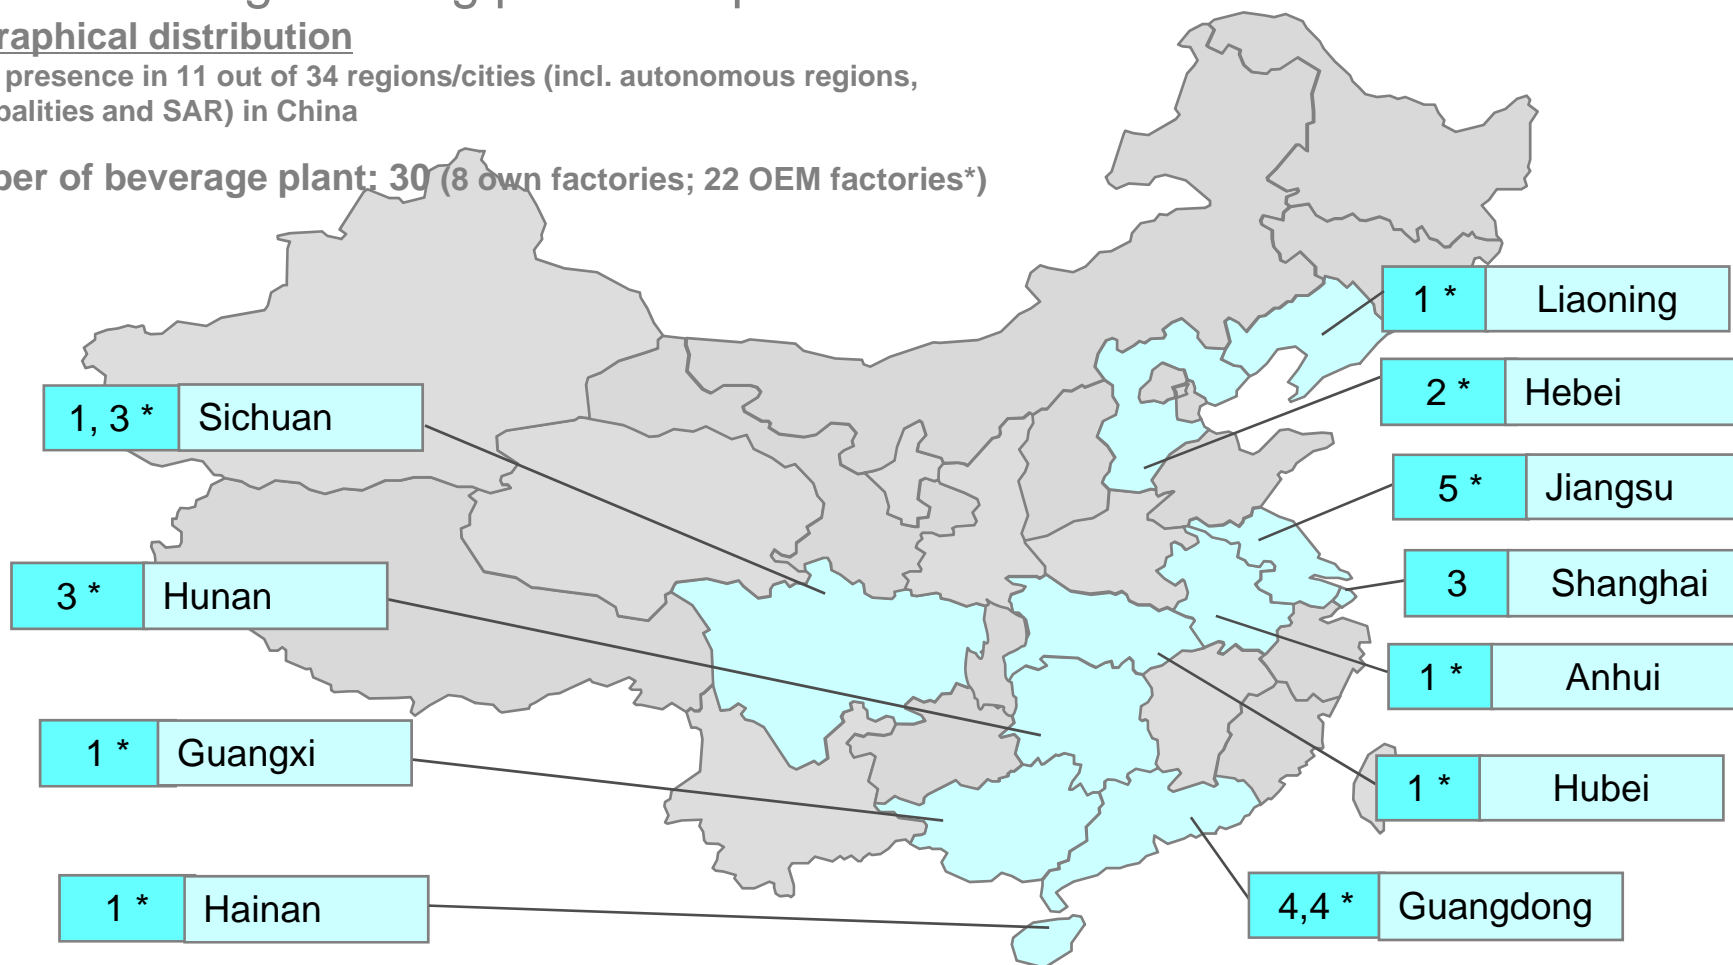 raphical distribution
presence in 11 out of 34 regions/cities (incl. autonomous regions,
palities and SAR) in China
ber of beverage plant: 30 (8 own factories; 22 OEM factories*)
1 * Liaoning
2 * Hebei
1, 3 * Sichuan
5 * Jiangsu
3 Shanghai
3 * Hunan
1 * Anhui
1 * Guangxi
1 * Hubei
1 * Hainan
4,4 * Guangdong